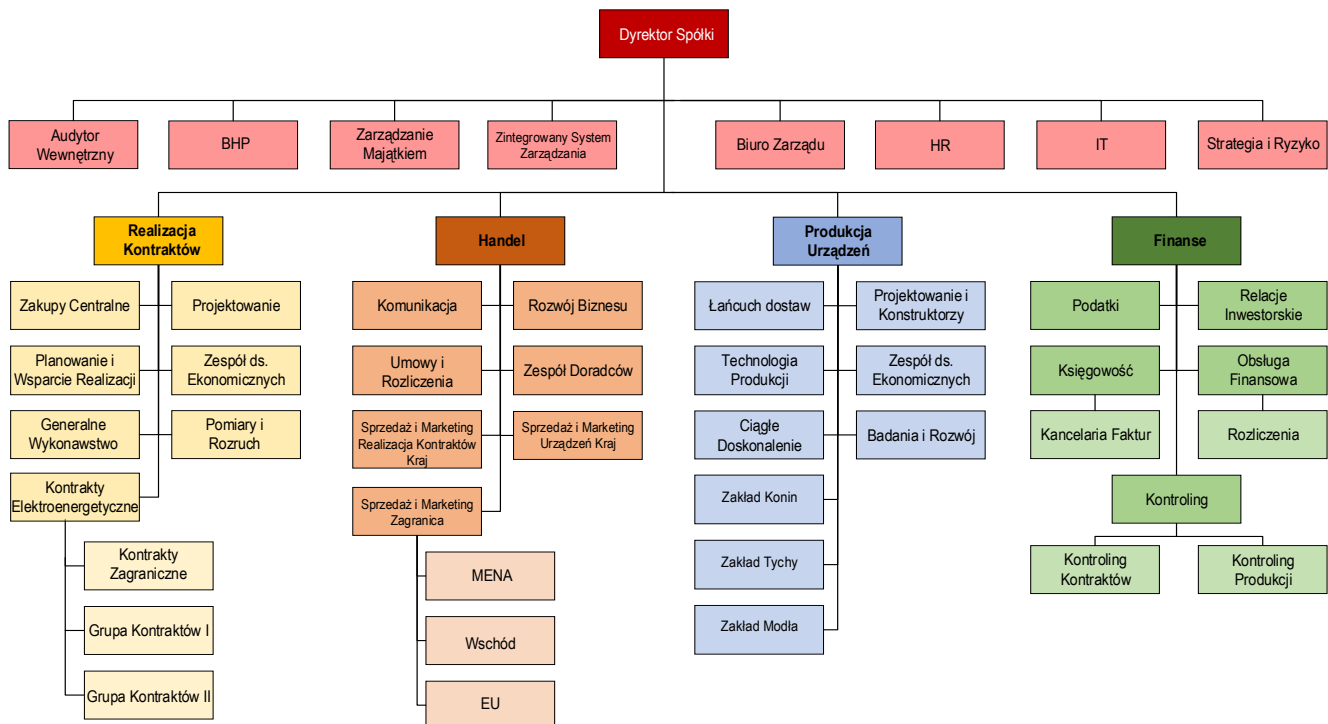 Dyrektor Spółki
Audytor
Wewnętrzny
BHP
Zarządzanie
Majątkiem
Zintegrowany System
Zarządzania
Biuro Zarządu
HR
IT
Strategia i Ryzyko
Realizacja
Kontraktów
Handel
Produkcja
Urządzeń
Finanse
Zakupy Centralne
Projektowanie
Planowanie i
Wsparcie Realizacji
Zespół ds.
Ekonomicznych
Generalne
Wykonawstwo
Pomiary i
Rozruch
Kontrakty
Elektroenergetyczne
Kontrakty
Zagraniczne
Grupa Kontraktów I
Grupa Kontraktów II
Komunikacja
Rozwój Biznesu
Umowy i
Rozliczenia
Zespół Doradców
Sprzedaż i Marketing
Realizacja Kontraktów
Kraj
Sprzedaż i Marketing
Urządzeń Kraj
Sprzedaż i Marketing
Zagranica
MENA
Wschód
EU
Łańcuch dostaw
Projektowanie i
Konstruktorzy
Technologia
Produkcji
Zespół ds.
Ekonomicznych
Ciągłe
Doskonalenie
Badania i Rozwój
Zakład Konin
Zakład Tychy
Zakład Modła
Podatki
Relacje
Inwestorskie
Księgowość
Obsługa
Finansowa
Kancelaria Faktur
Rozliczenia
Kontroling
Kontroling
Kontraktów
Kontroling
Produkcji